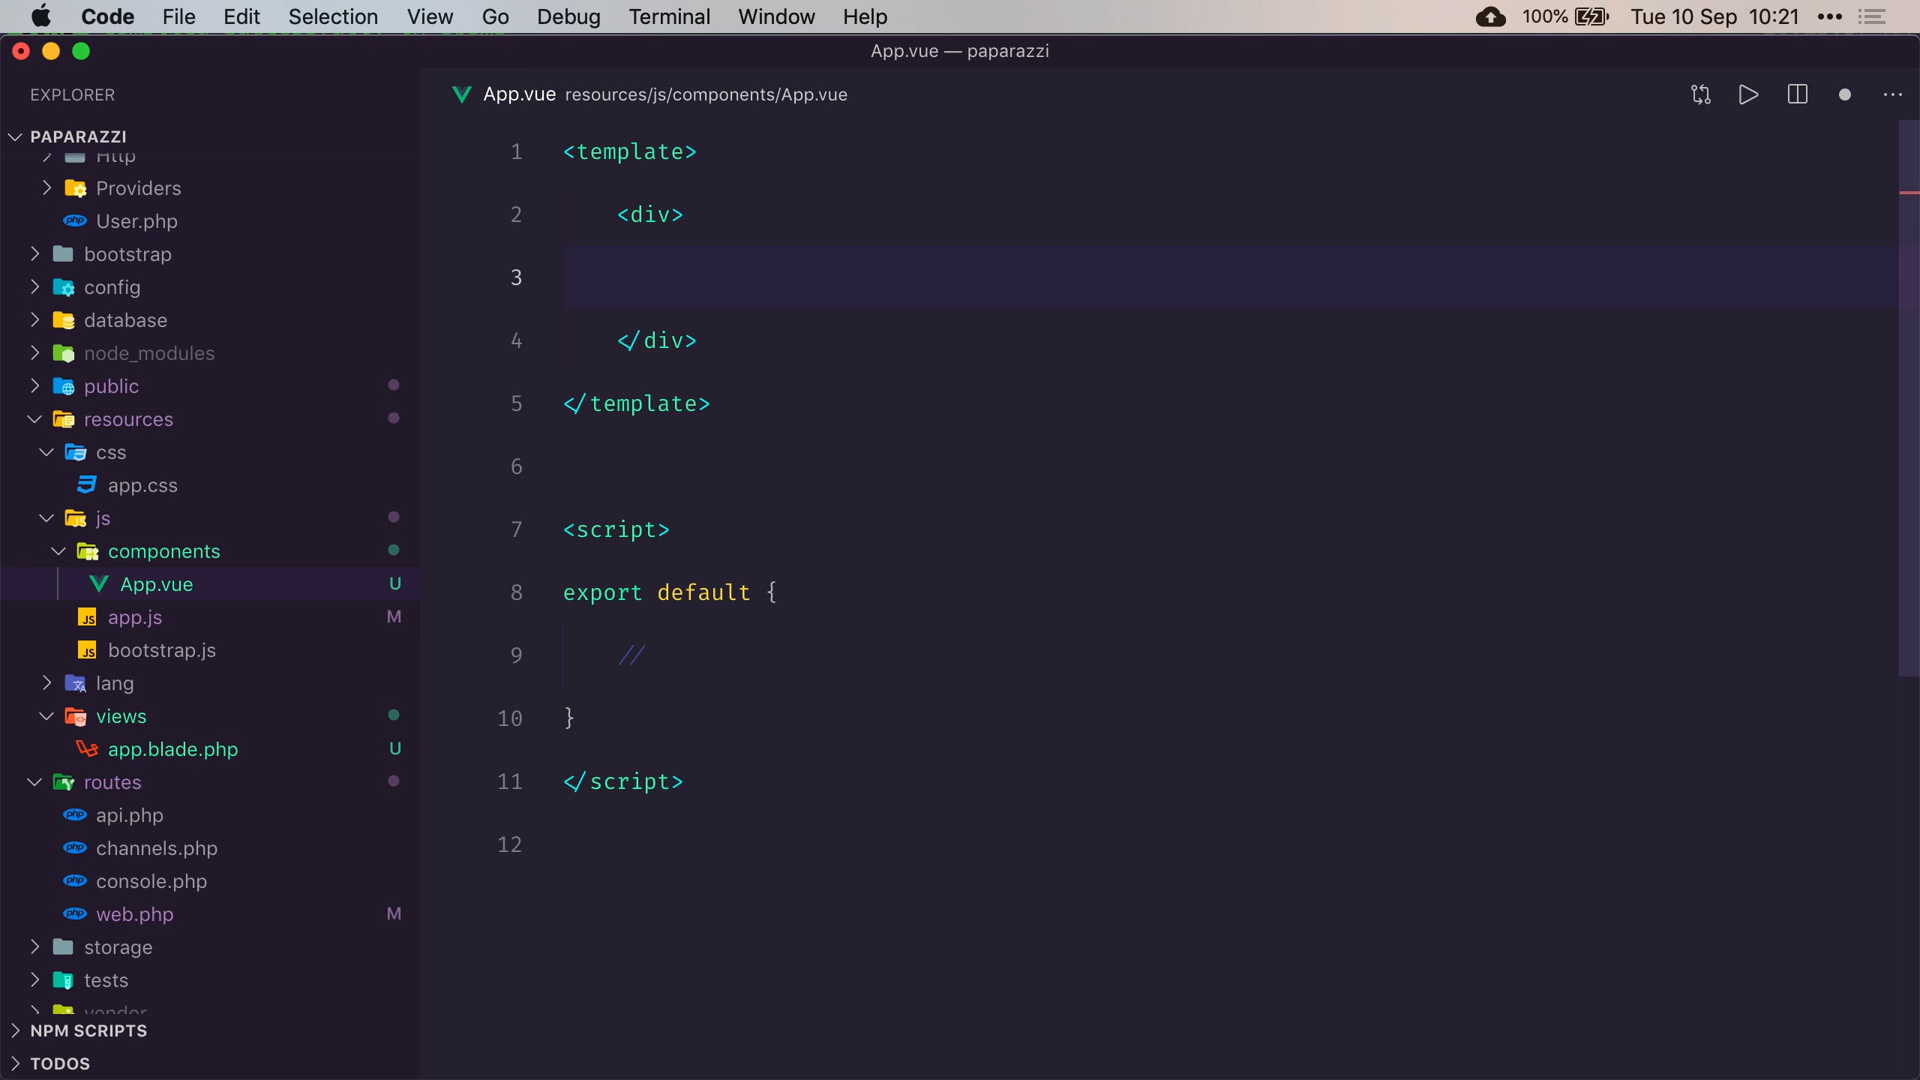 Code File Edit Selection View Go Debug Terminal Window Help 100% Tue 10 Sep 10:21
App.vue — paparazzi
EXPLORER
PAPARAZZI
Http
Providers
User.php
bootstrap
config
database
node_modules
public
resources
css
app.css
js
components
App.vue U
app.js M
bootstrap.js
lang
views
app.blade.php U
routes
api.php
channels.php
console.php
web.php M
storage
tests
vendor
NPM SCRIPTS
TODOS
App.vue resources/js/components/App.vue
1 <template>
2 <div>
3
4 </div>
5 </template>
6
7 <script>
8 export default {
9 //
10 }
11 </script>
12